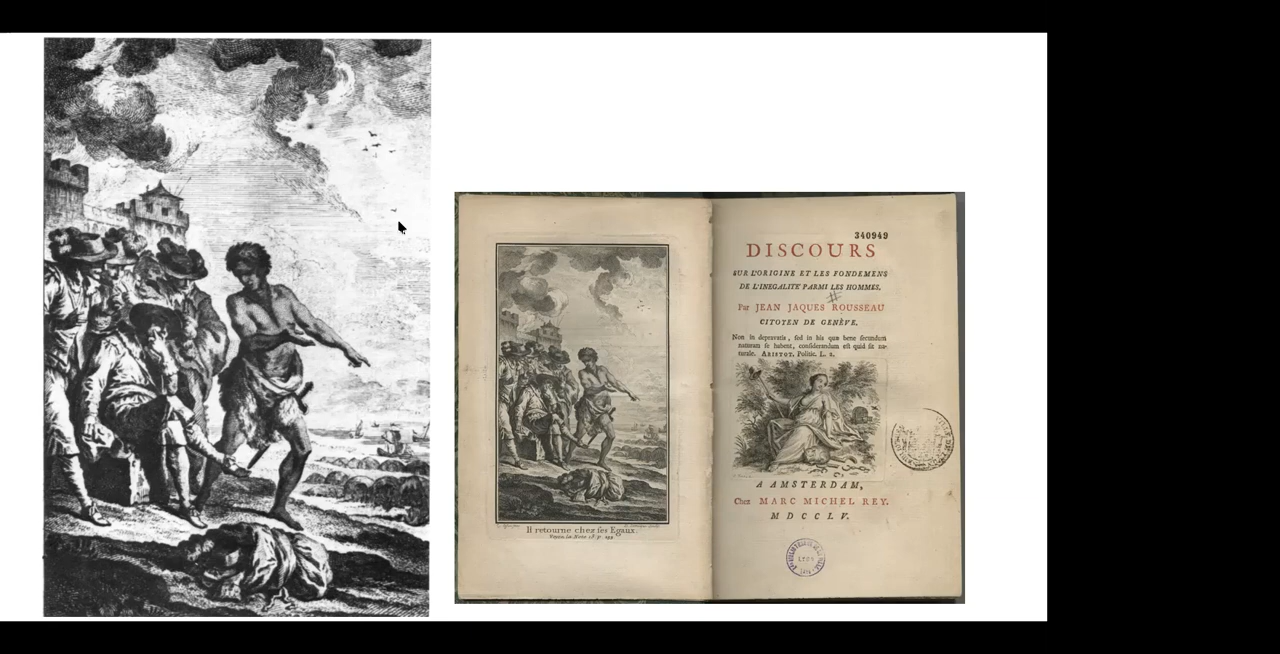 Il retourne chez ses Egaux.
340949
DISCOURS
SUR L'ORIGINE ET LES FONDEMENS
DE L'INEGALITE PARMI LES HOMMES.
Par JEAN JAQUES ROUSSEAU
CITOYEN DE GENÈVE.
Non in depravatis, sed in his quæ bene secundum
naturam se habent, considerandum est quid sit na-
turale. ARISTOT. Politic. L. 2.
A AMSTERDAM,
Chez MARC MICHEL REY.
MDCCLV.